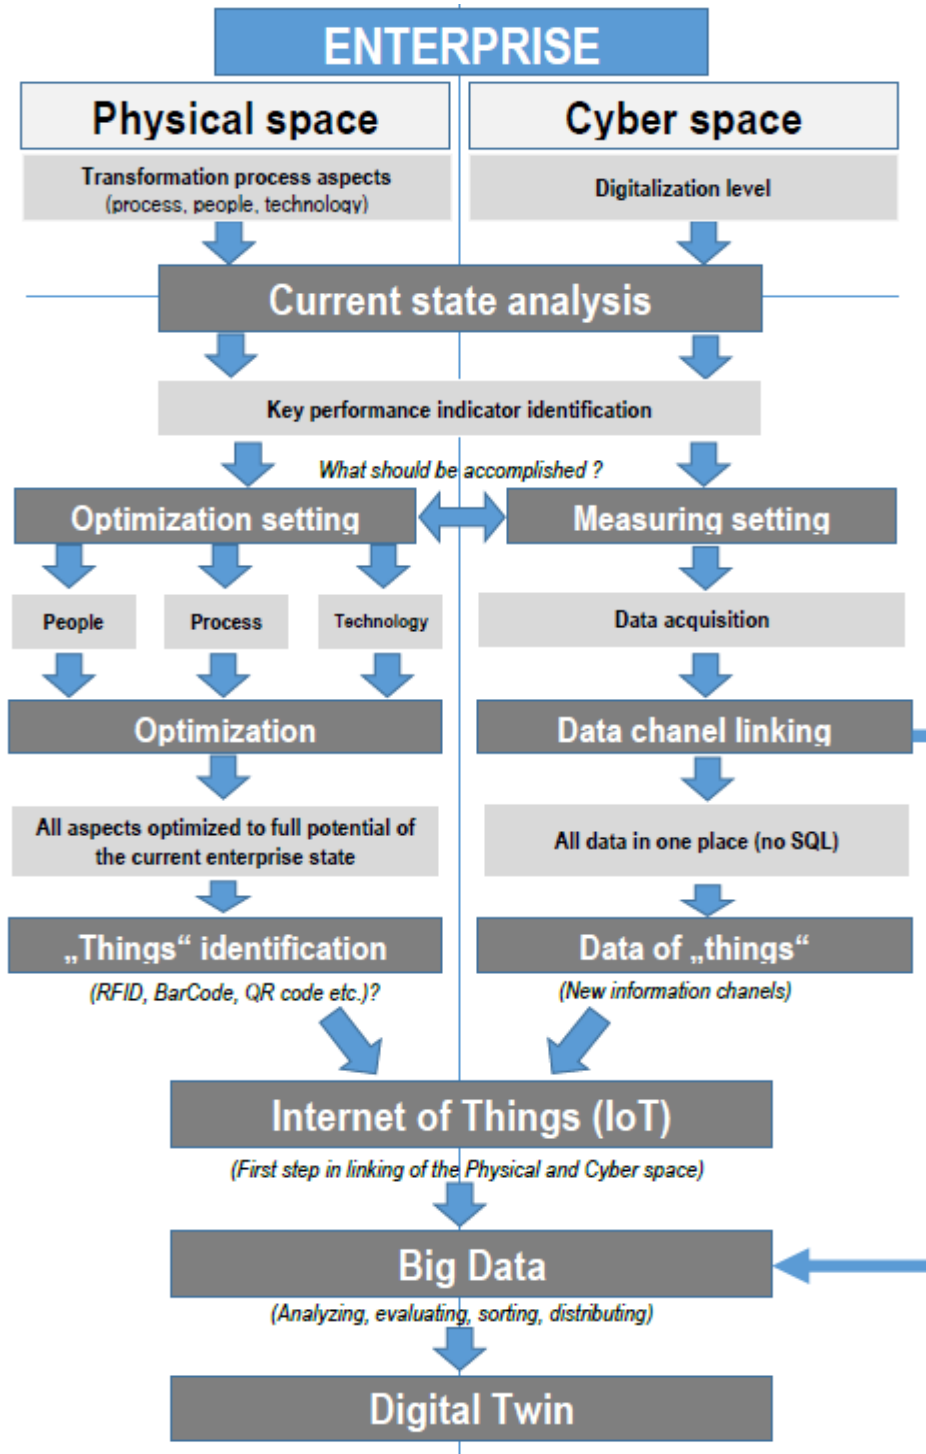 ENTERPRISE
Physical space
Cyber space
Transformation process aspects
(process, people, technology)
Digitalization level
Current state analysis
Key performance indicator identification
What should be accomplished ?
Optimization setting
Measuring setting
People
Process
Technology
Data acquisition
Optimization
Data chanel linking
All aspects optimized to full potential of
the current enterprise state
All data in one place (no SQL)
„Things“ identification
Data of „things“
(RFID, BarCode, QR code etc.)?
(New information chanels)
Internet of Things (IoT)
(First step in linking of the Physical and Cyber space)
Big Data
(Analyzing, evaluating, sorting, distributing)
Digital Twin